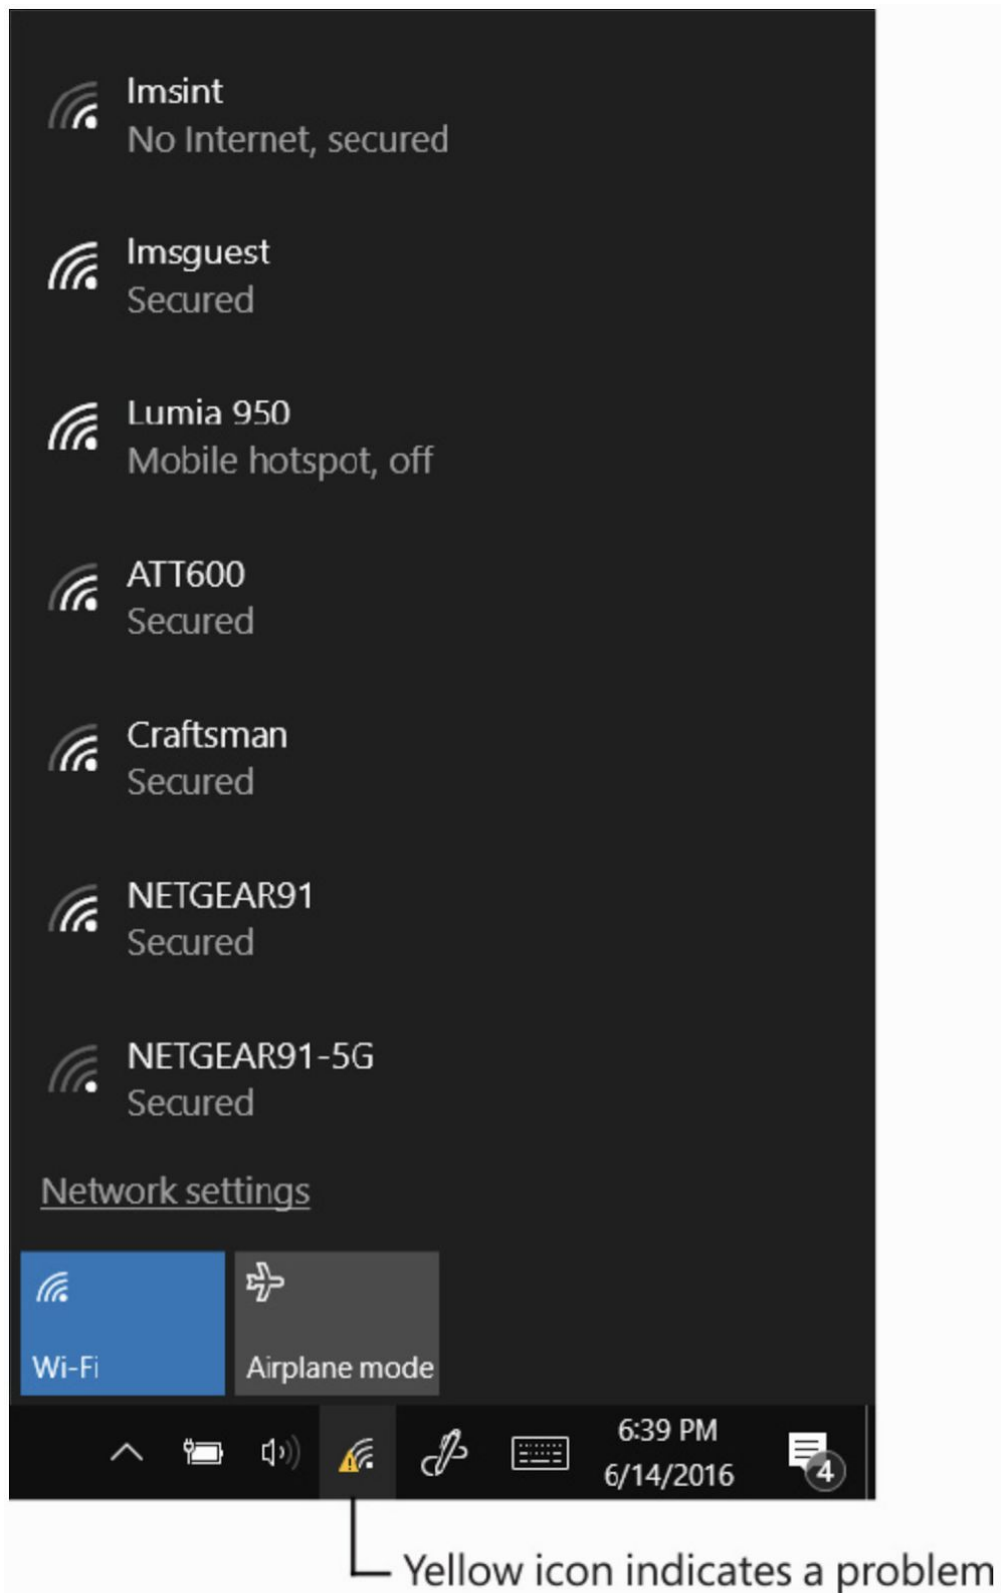 lmsint
No Internet, secured
lmsguest
Secured
Lumia 950
Mobile hotspot, off
ATT600
Secured
Craftsman
Secured
NETGEAR91
Secured
NETGEAR91-5G
Secured
Network settings
Wi-Fi
Airplane mode
6:39 PM
6/14/2016
4
Yellow icon indicates a problem